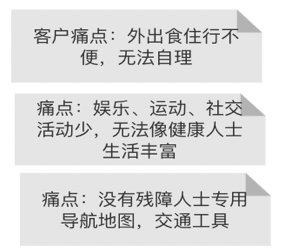 客户痛点：外出食住行不
便，无法自理
痛点：娱乐、运动、社交
活动少，无法像健康人士
生活丰富
痛点：没有残障人士专用
导航地图，交通工具